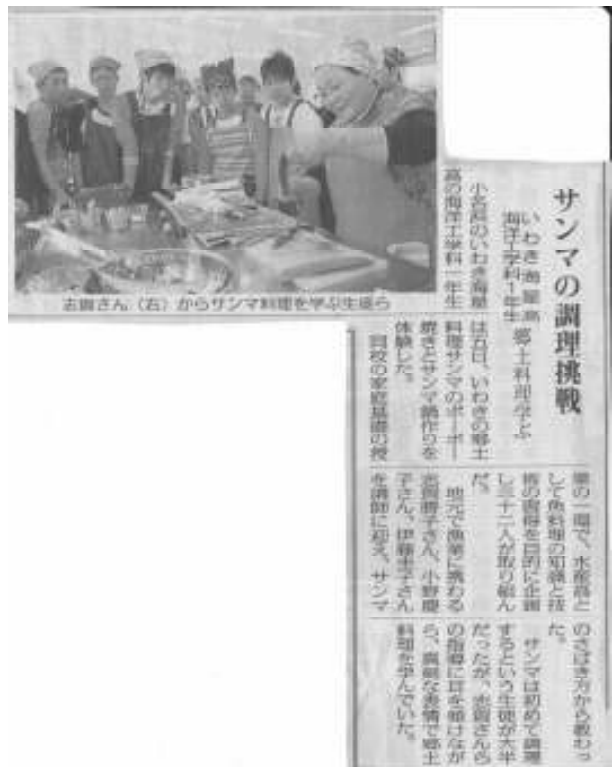 サンマの調理挑戦
いわき海星高
海洋工学科1年生
郷土料理学ぶ
小名浜のいわき海星
高の海洋工学科一年生
は五日、いわきの郷土
料理サンマのポーポー
焼きとサンマ鍋作りを
体験した。
同校の家庭基礎の授
業の一環で、水産高と
して魚料理の知識と技
術の習得を目的に企画
し三十二人が取り組ん
だ。
地元で漁業に携わる
志賀勝子さん、小野慶
子さん、伊藤圭子さん
を講師に迎え、サンマ
のさばき方から教わっ
た。
サンマは初めて調理
するという生徒が大半
だったが、志賀さんら
の指導に耳を傾けなが
ら、真剣な表情で郷土
料理を学んでいた。
志賀さん(右)からサンマ料理を学ぶ生徒ら